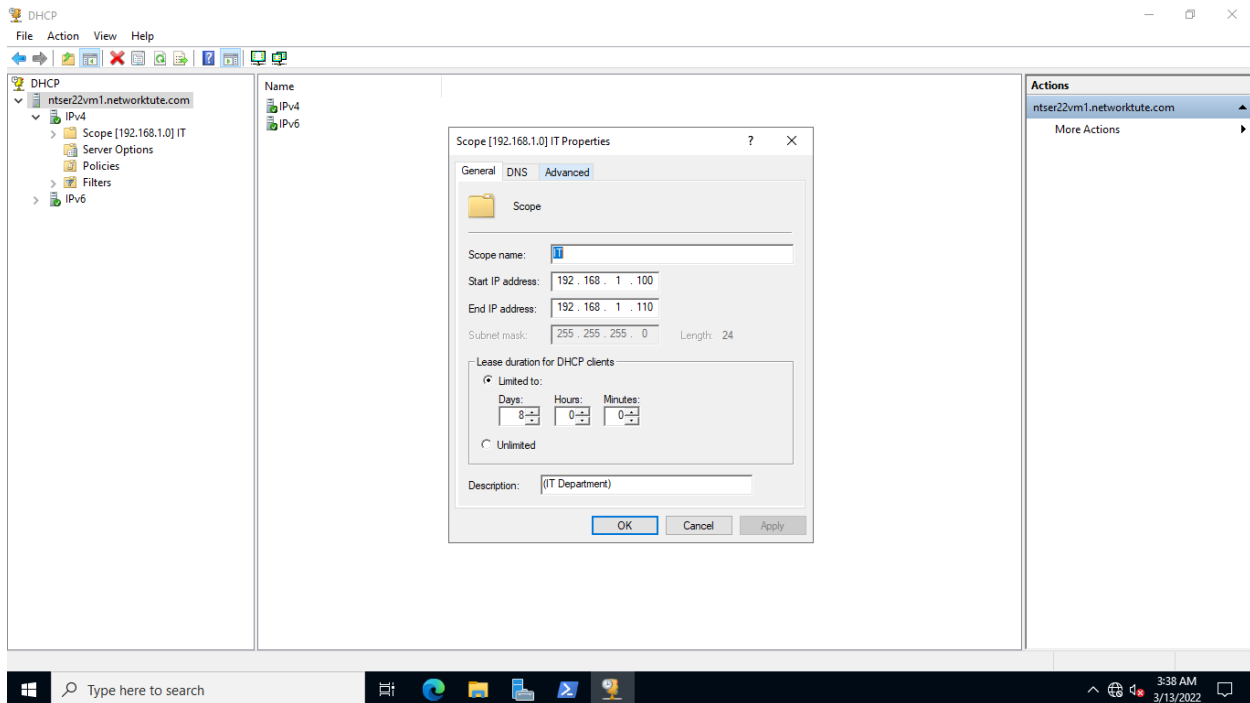 DHCP
File Action View Help
DHCP
ntser22vm1.networktute.com
IPv4
Scope [192.168.1.0] IT
Server Options
Policies
Filters
IPv6
Name
IPv4
IPv6
Actions
ntser22vm1.networktute.com
More Actions
Scope [192.168.1.0] IT Properties
General DNS Advanced
Scope
Scope name: IT
Start IP address: 192 . 168 . 1 . 100
End IP address: 192 . 168 . 1 . 110
Subnet mask: 255 . 255 . 255 . 0 Length: 24
Lease duration for DHCP clients
Limited to:
Days: Hours: Minutes:
8 0 0
Unlimited
Description: (IT Department)
OK Cancel Apply
Type here to search
3:38 AM
3/13/2022